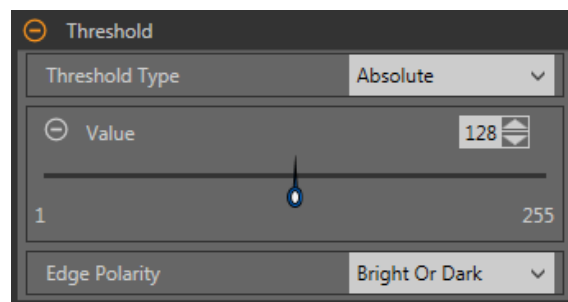 Threshold
Threshold Type Absolute
Value 128
1 255
Edge Polarity Bright Or Dark